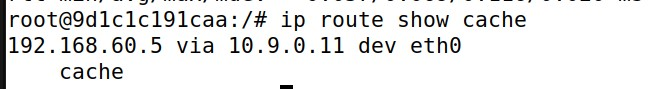 root@9d1c1c191caa:/# ip route show cache
192.168.60.5 via 10.9.0.11 dev eth0
    cache